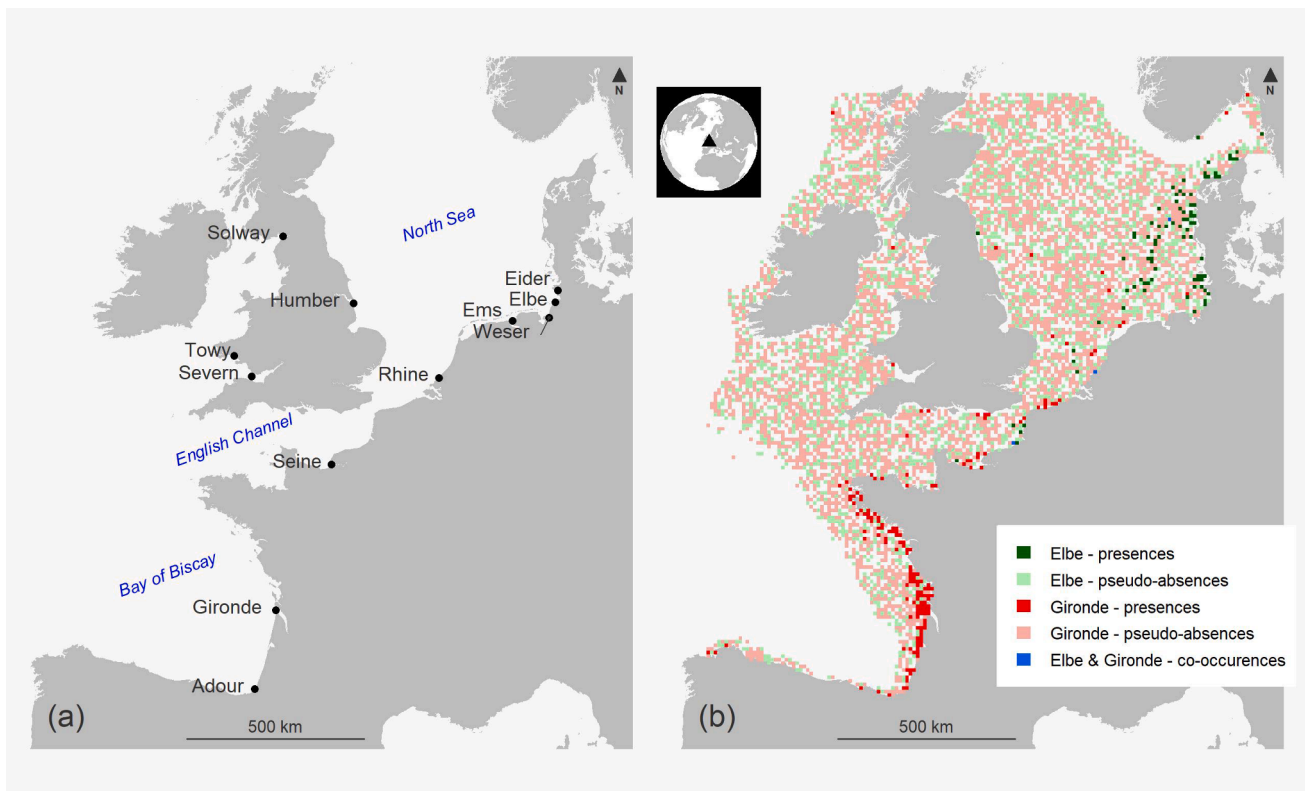 N
North Sea
Solway
Humber
Eider
Elbe
Ems
Weser
Towy
Severn
Rhine
English Channel
Seine
Bay of Biscay
Gironde
Adour
(a)
500 km
N
Elbe - presences
Elbe - pseudo-absences
Gironde - presences
Gironde - pseudo-absences
Elbe & Gironde - co-occurences
(b)
500 km